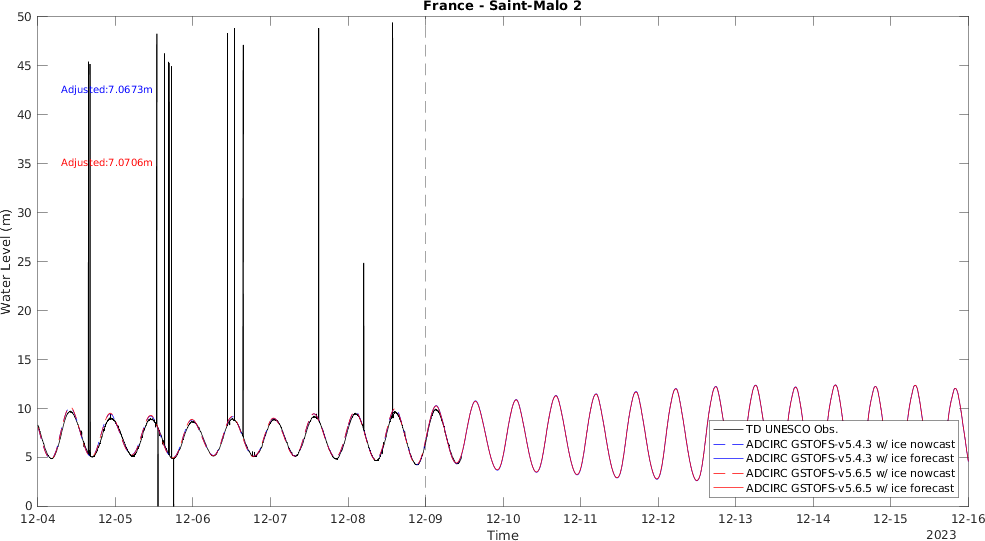 France - Saint-Malo 2
50
45
40
35
30
25
20
15
10
5
0
Water Level (m)
Adjusted:7.0673m
Adjusted:7.0706m
TD UNESCO Obs.
ADCIRC GSTOFS-v5.4.3 w/ ice nowcast
ADCIRC GSTOFS-v5.4.3 w/ ice forecast
ADCIRC GSTOFS-v5.6.5 w/ ice nowcast
ADCIRC GSTOFS-v5.6.5 w/ ice forecast
12-04 12-05 12-06 12-07 12-08 12-09 12-10 12-11 12-12 12-13 12-14 12-15 12-16
Time
2023